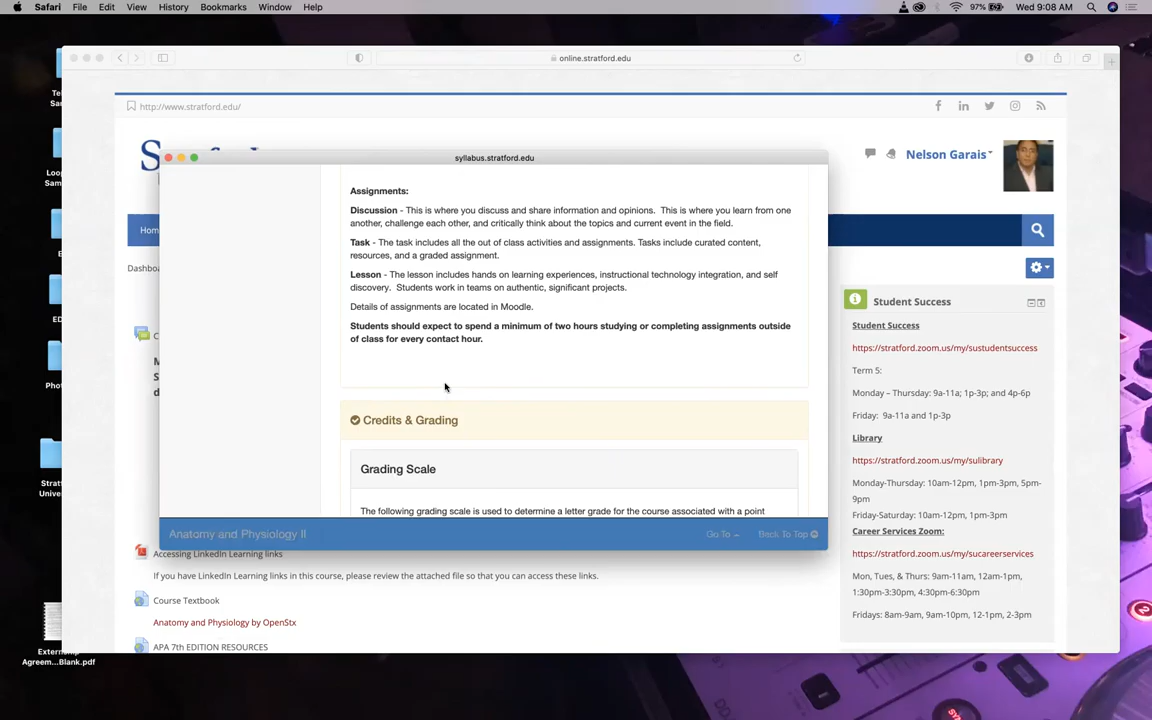 Safari File Edit View History Bookmarks Window Help 97% Wed 9:08 AM
online.stratford.edu
http://www.stratford.edu/
Nelson Garais
syllabus.stratford.edu
Assignments:
Discussion - This is where you discuss and share information and opinions. This is where you learn from one
another, challenge each other, and critically think about the topics and current event in the field.
Task - The task includes all the out of class activities and assignments. Tasks include curated content,
resources, and a graded assignment.
Lesson - The lesson includes hands on learning experiences, instructional technology integration, and self
discovery. Students work in teams on authentic, significant projects.
Details of assignments are located in Moodle.
Students should expect to spend a minimum of two hours studying or completing assignments outside
of class for every contact hour.
Credits & Grading
Grading Scale
The following grading scale is used to determine a letter grade for the course associated with a point
Anatomy and Physiology II Go To Back To Top
Student Success
Student Success
https://stratford.zoom.us/my/sustudentsuccess
Term 5:
Monday – Thursday: 9a-11a; 1p-3p; and 4p-6p
Friday: 9a-11a and 1p-3p
Library
https://stratford.zoom.us/my/sulibrary
Monday-Thursday: 10am-12pm, 1pm-3pm, 5pm-
9pm
Friday-Saturday: 10am-12pm, 1pm-3pm
Career Services Zoom:
https://stratford.zoom.us/my/sucareerservices
Mon, Tues, & Thurs: 9am-11am, 12am-1pm,
1:30pm-3:30pm, 4:30pm-6:30pm
Fridays: 8am-9am, 9am-10pm, 12-1pm, 2-3pm
Accessing LinkedIn Learning links
If you have LinkedIn Learning links in this course, please review the attached file so that you can access these links.
Course Textbook
Anatomy and Physiology by OpenStx
APA 7th EDITION RESOURCES
Agreem...Blank.pdf